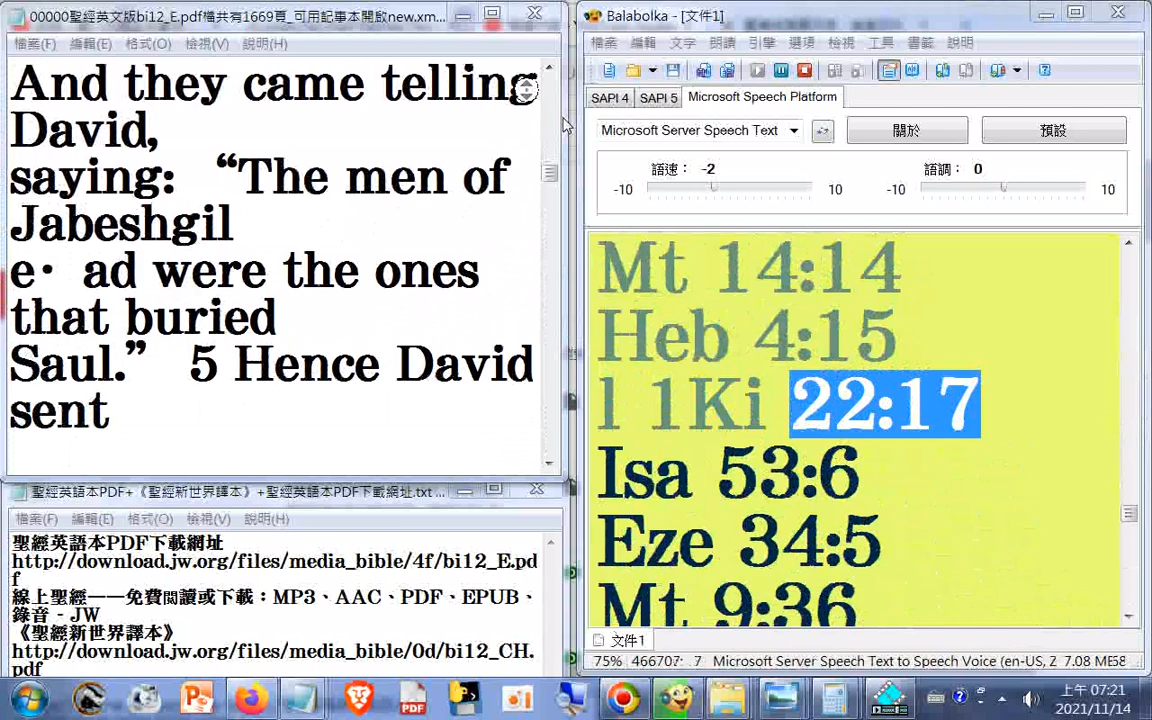 00000聖經英文版bi12_E.pdf檔共有1669頁_可用記事本開啟new.xm...
檔案(F) 編輯(E) 格式(O) 檢視(V) 說明(H)
And they came telling
David,
saying: “The men of
Jabeshgil
e· ad were the ones
that buried
Saul.” 5 Hence David
sent
聖經英語本PDF+《聖經新世界譯本》+聖經英語本PDF下載網址.txt ...
檔案(F) 編輯(E) 格式(O) 檢視(V) 說明(H)
聖經英語本PDF下載網址
http://download.jw.org/files/media_bible/4f/bi12_E.pd
f
線上聖經——免費閱讀或下載：MP3、AAC、PDF、EPUB、
錄音 - JW
《聖經新世界譯本》
http://download.jw.org/files/media_bible/0d/bi12_CH.
pdf
Balabolka - [文件1]
檔案 編輯 文字 朗讀 引擎 選項 檢視 工具 書籤 說明
SAPI 4 SAPI 5 Microsoft Speech Platform
Microsoft Server Speech Text 關於 預設
語速： -2 語調： 0
-10 10 -10 10
Mt 14:14
Heb 4:15
l 1Ki 22:17
Isa 53:6
Eze 34:5
Mt 9:36
文件1
75% 466707: 7 Microsoft Server Speech Text to Speech Voice (en-US, Z 7.08 ME58
上午 07:21
2021/11/14